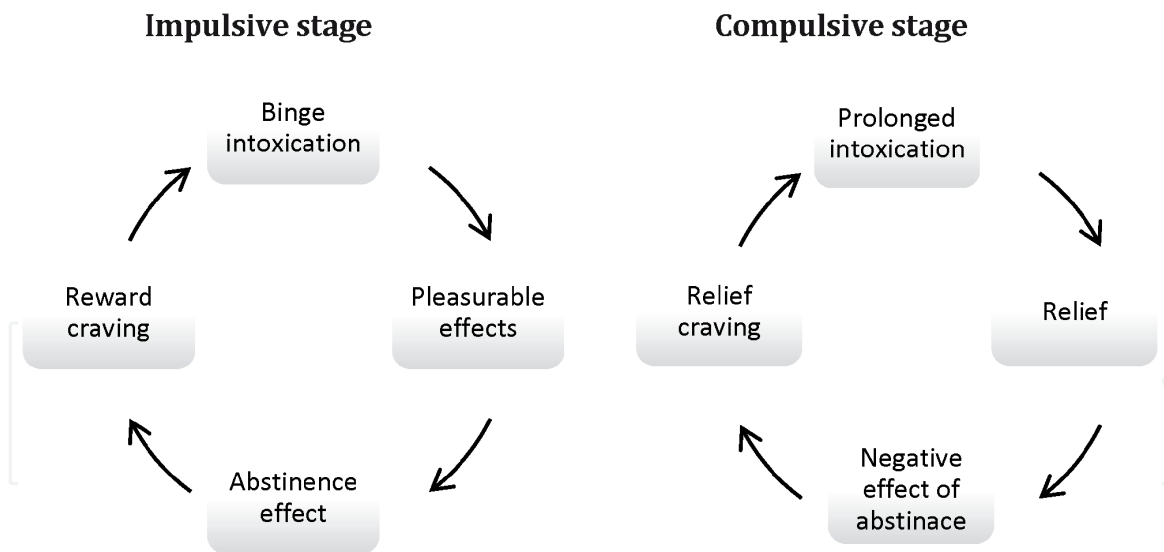 Impulsive stage
Binge
intoxication
Pleasurable
effects
Abstinence
effect
Reward
craving
Compulsive stage
Prolonged
intoxication
Relief
Negative
effect of
abstinace
Relief
craving